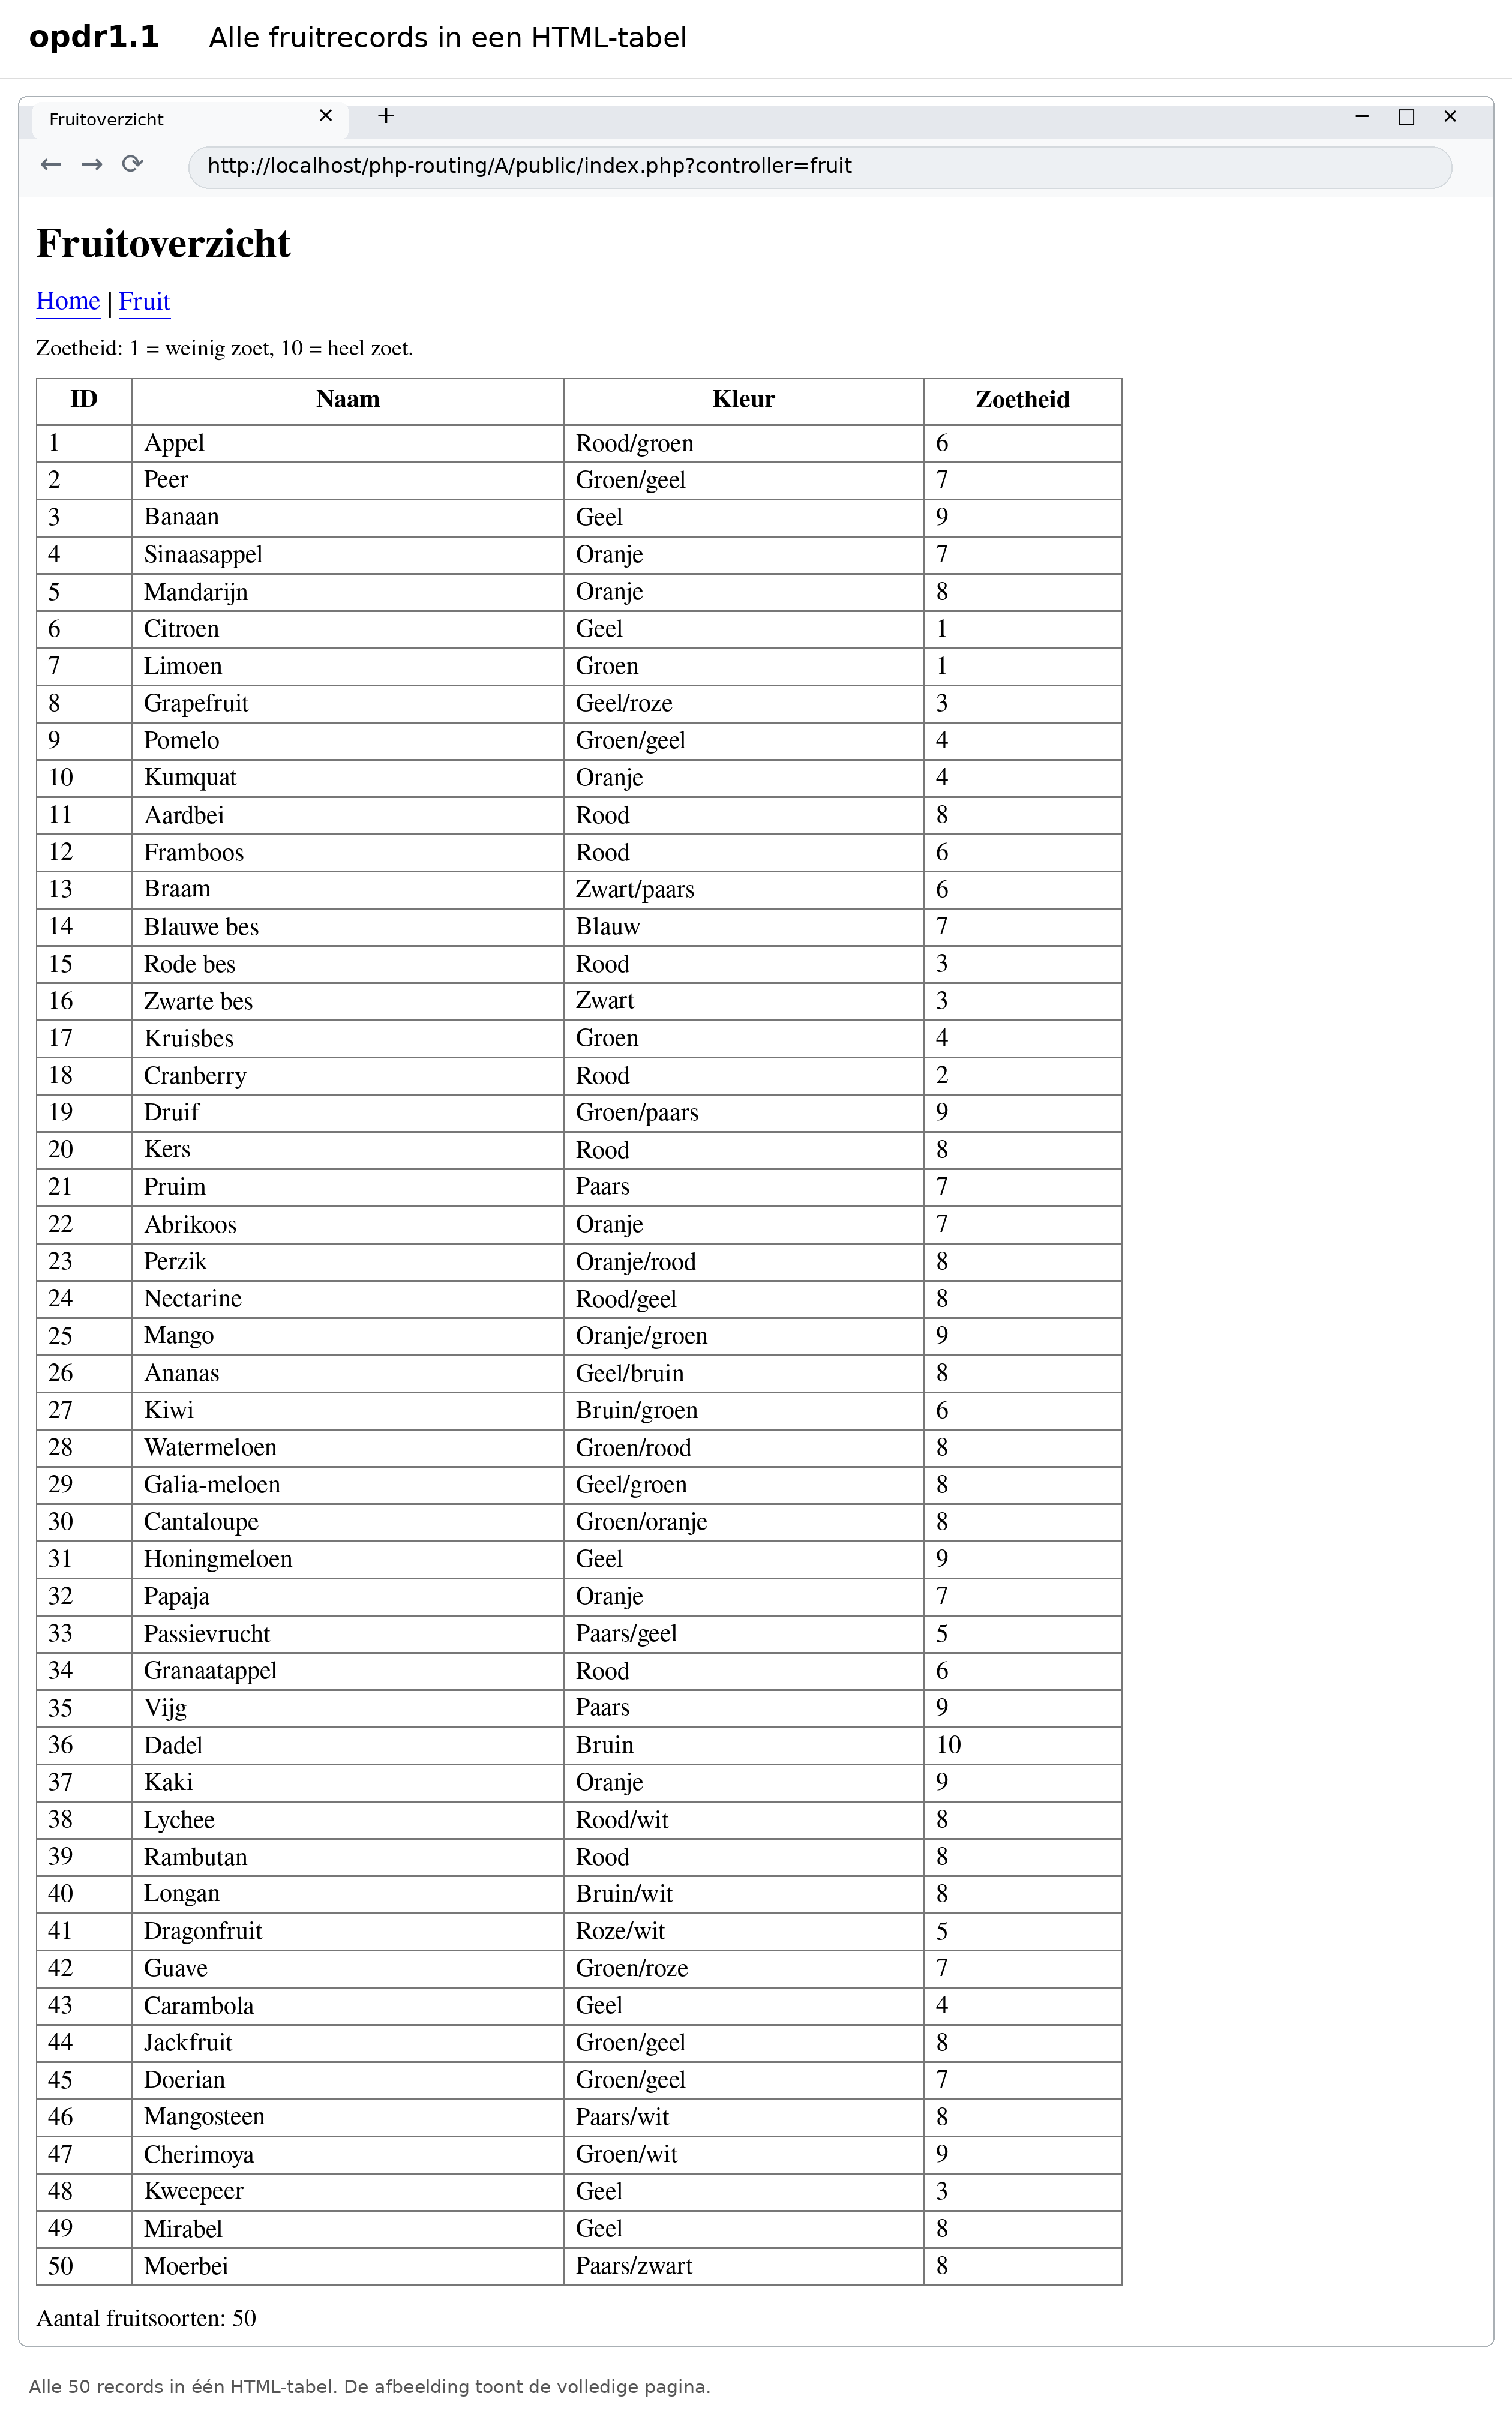 opdr1.1 Alle fruitrecords in een HTML-tabel
Fruitoverzicht
http://localhost/php-routing/A/public/index.php?controller=fruit
Fruitoverzicht
Home | Fruit
Zoetheid: 1 = weinig zoet, 10 = heel zoet.
ID Naam Kleur Zoetheid
1 Appel Rood/groen 6
2 Peer Groen/geel 7
3 Banaan Geel 9
4 Sinaasappel Oranje 7
5 Mandarijn Oranje 8
6 Citroen Geel 1
7 Limoen Groen 1
8 Grapefruit Geel/roze 3
9 Pomelo Groen/geel 4
10 Kumquat Oranje 4
11 Aardbei Rood 8
12 Framboos Rood 6
13 Braam Zwart/paars 6
14 Blauwe bes Blauw 7
15 Rode bes Rood 3
16 Zwarte bes Zwart 3
17 Kruisbes Groen 4
18 Cranberry Rood 2
19 Druif Groen/paars 9
20 Kers Rood 8
21 Pruim Paars 7
22 Abrikoos Oranje 7
23 Perzik Oranje/rood 8
24 Nectarine Rood/geel 8
25 Mango Oranje/groen 9
26 Ananas Geel/bruin 8
27 Kiwi Bruin/groen 6
28 Watermeloen Groen/rood 8
29 Galia-meloen Geel/groen 8
30 Cantaloupe Groen/oranje 8
31 Honingmeloen Geel 9
32 Papaja Oranje 7
33 Passievrucht Paars/geel 5
34 Granaatappel Rood 6
35 Vijg Paars 9
36 Dadel Bruin 10
37 Kaki Oranje 9
38 Lychee Rood/wit 8
39 Rambutan Rood 8
40 Longan Bruin/wit 8
41 Dragonfruit Roze/wit 5
42 Guave Groen/roze 7
43 Carambola Geel 4
44 Jackfruit Groen/geel 8
45 Doerian Groen/geel 7
46 Mangosteen Paars/wit 8
47 Cherimoya Groen/wit 9
48 Kweepeer Geel 3
49 Mirabel Geel 8
50 Moerbei Paars/zwart 8
Aantal fruitsoorten: 50
Alle 50 records in één HTML-tabel. De afbeelding toont de volledige pagina.